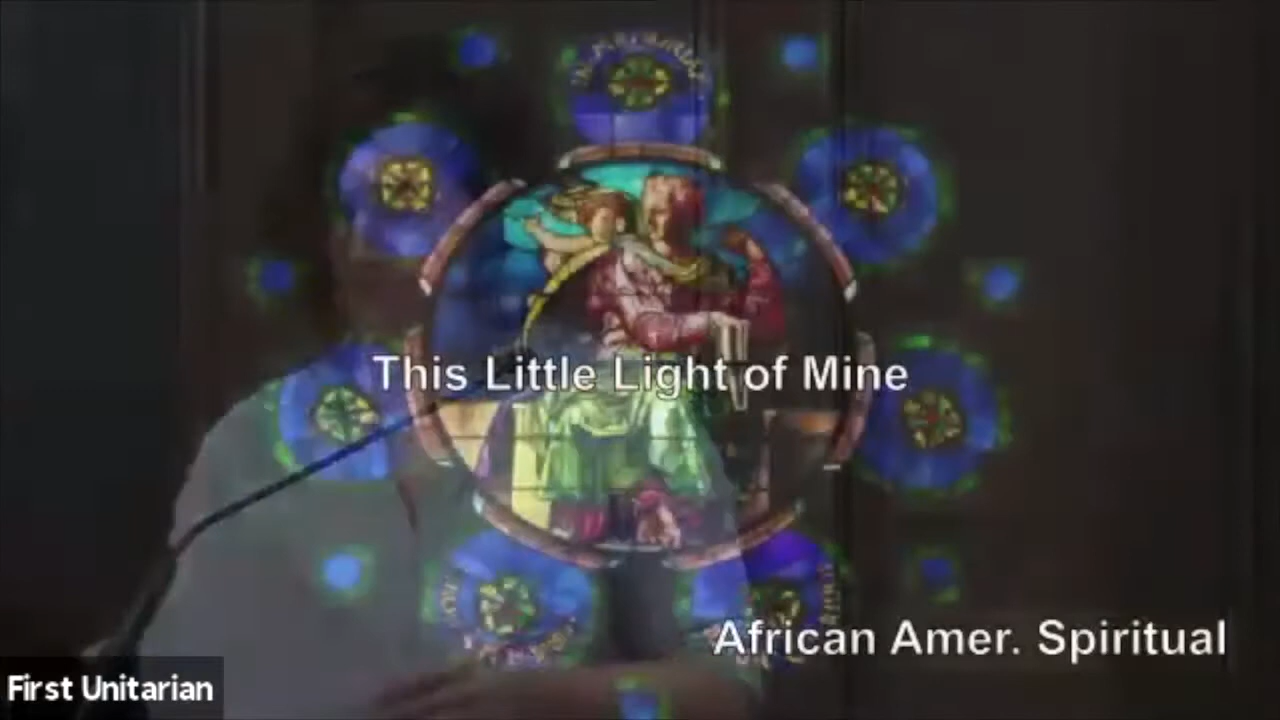 This Little Light of Mine
African Amer. Spiritual
First Unitarian